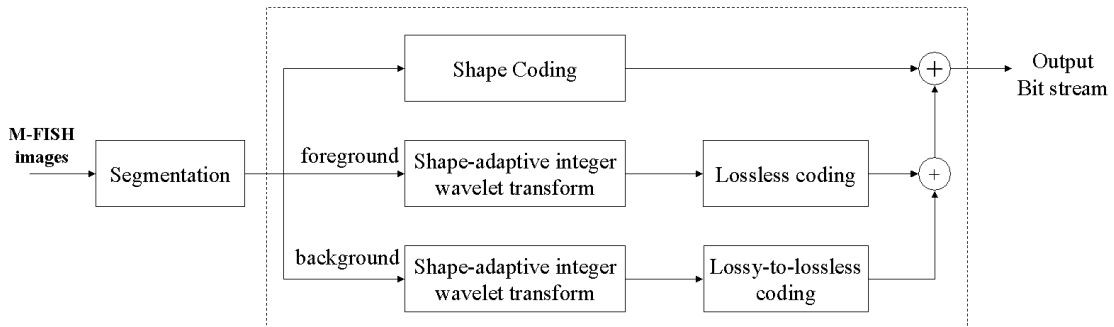 M-FISH
images
Segmentation
Shape Coding
foreground
Shape-adaptive integer
wavelet transform
Lossless coding
background
Shape-adaptive integer
wavelet transform
Lossy-to-lossless
coding
+
+
Output
Bit stream